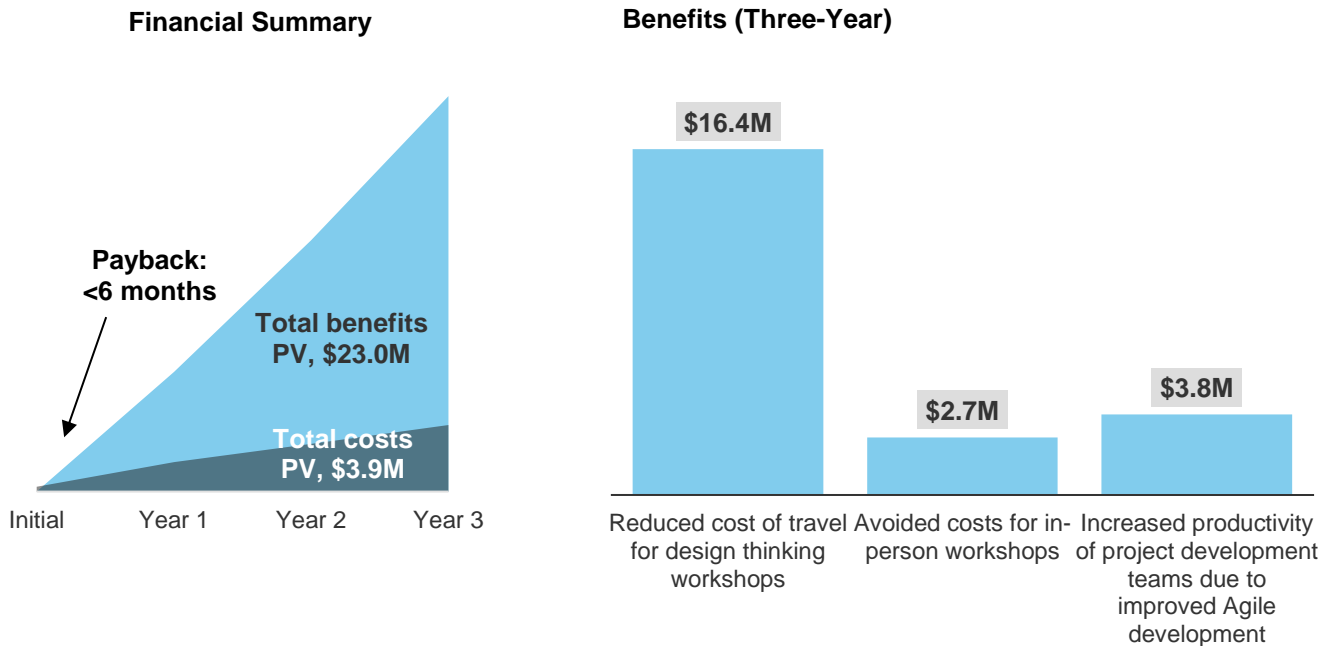 Financial Summary
Payback:
<6 months
Total benefits
PV, $23.0M
Total costs
PV, $3.9M
Initial
Year 1
Year 2
Year 3
Benefits (Three-Year)
$16.4M
$2.7M
$3.8M
Reduced cost of travel
for design thinking
workshops
Avoided costs for in-
person workshops
Increased productivity
of project development
teams due to
improved Agile
development